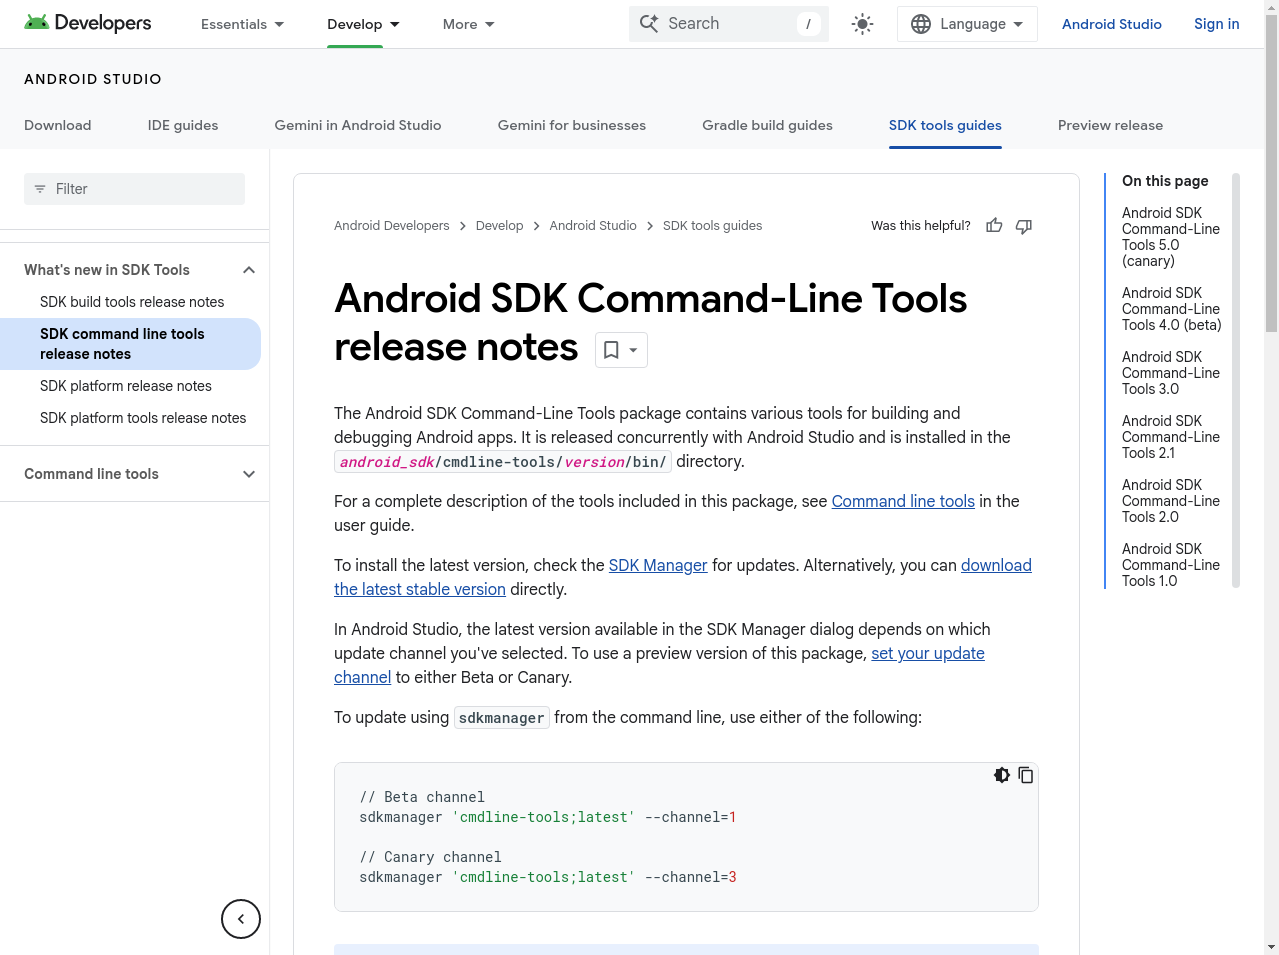 Developers
Essentials
Develop
More
Search
/
Language
Android Studio
Sign in
ANDROID STUDIO
Download
IDE guides
Gemini in Android Studio
Gemini for businesses
Gradle build guides
SDK tools guides
Preview release
Filter
What's new in SDK Tools
SDK build tools release notes
SDK command line tools
release notes
SDK platform release notes
SDK platform tools release notes
Command line tools
Android Developers
Develop
Android Studio
SDK tools guides
Was this helpful?
Android SDK Command-Line Tools
release notes
The Android SDK Command-Line Tools package contains various tools for building and
debugging Android apps. It is released concurrently with Android Studio and is installed in the
android_sdk/cmdline-tools/version/bin/ directory.
For a complete description of the tools included in this package, see Command line tools in the
user guide.
To install the latest version, check the SDK Manager for updates. Alternatively, you can download
the latest stable version directly.
In Android Studio, the latest version available in the SDK Manager dialog depends on which
update channel you've selected. To use a preview version of this package, set your update
channel to either Beta or Canary.
To update using sdkmanager from the command line, use either of the following:
// Beta channel
sdkmanager 'cmdline-tools;latest' --channel=1
// Canary channel
sdkmanager 'cmdline-tools;latest' --channel=3
On this page
Android SDK
Command-Line
Tools 5.0
(canary)
Android SDK
Command-Line
Tools 4.0 (beta)
Android SDK
Command-Line
Tools 3.0
Android SDK
Command-Line
Tools 2.1
Android SDK
Command-Line
Tools 2.0
Android SDK
Command-Line
Tools 1.0